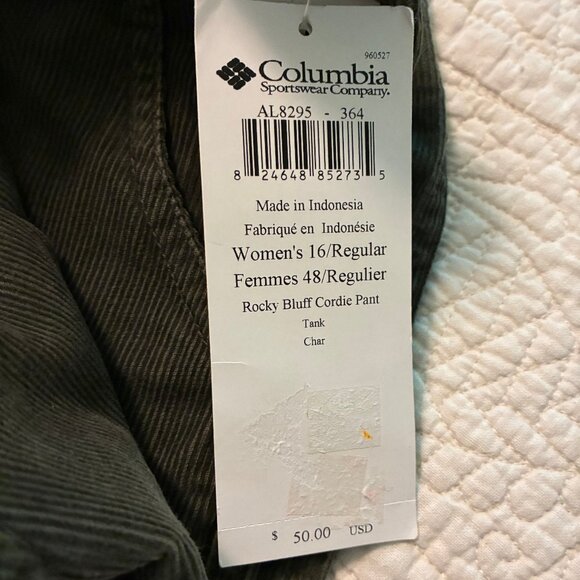 960527
Columbia
Sportswear Company.
AL8295 - 364
8 24648 85273 5
Made in Indonesia
Fabriqué en Indonésie
Women's 16/Regular
Femmes 48/Regulier
Rocky Bluff Cordie Pant
Tank
Char
$ 50.00 USD